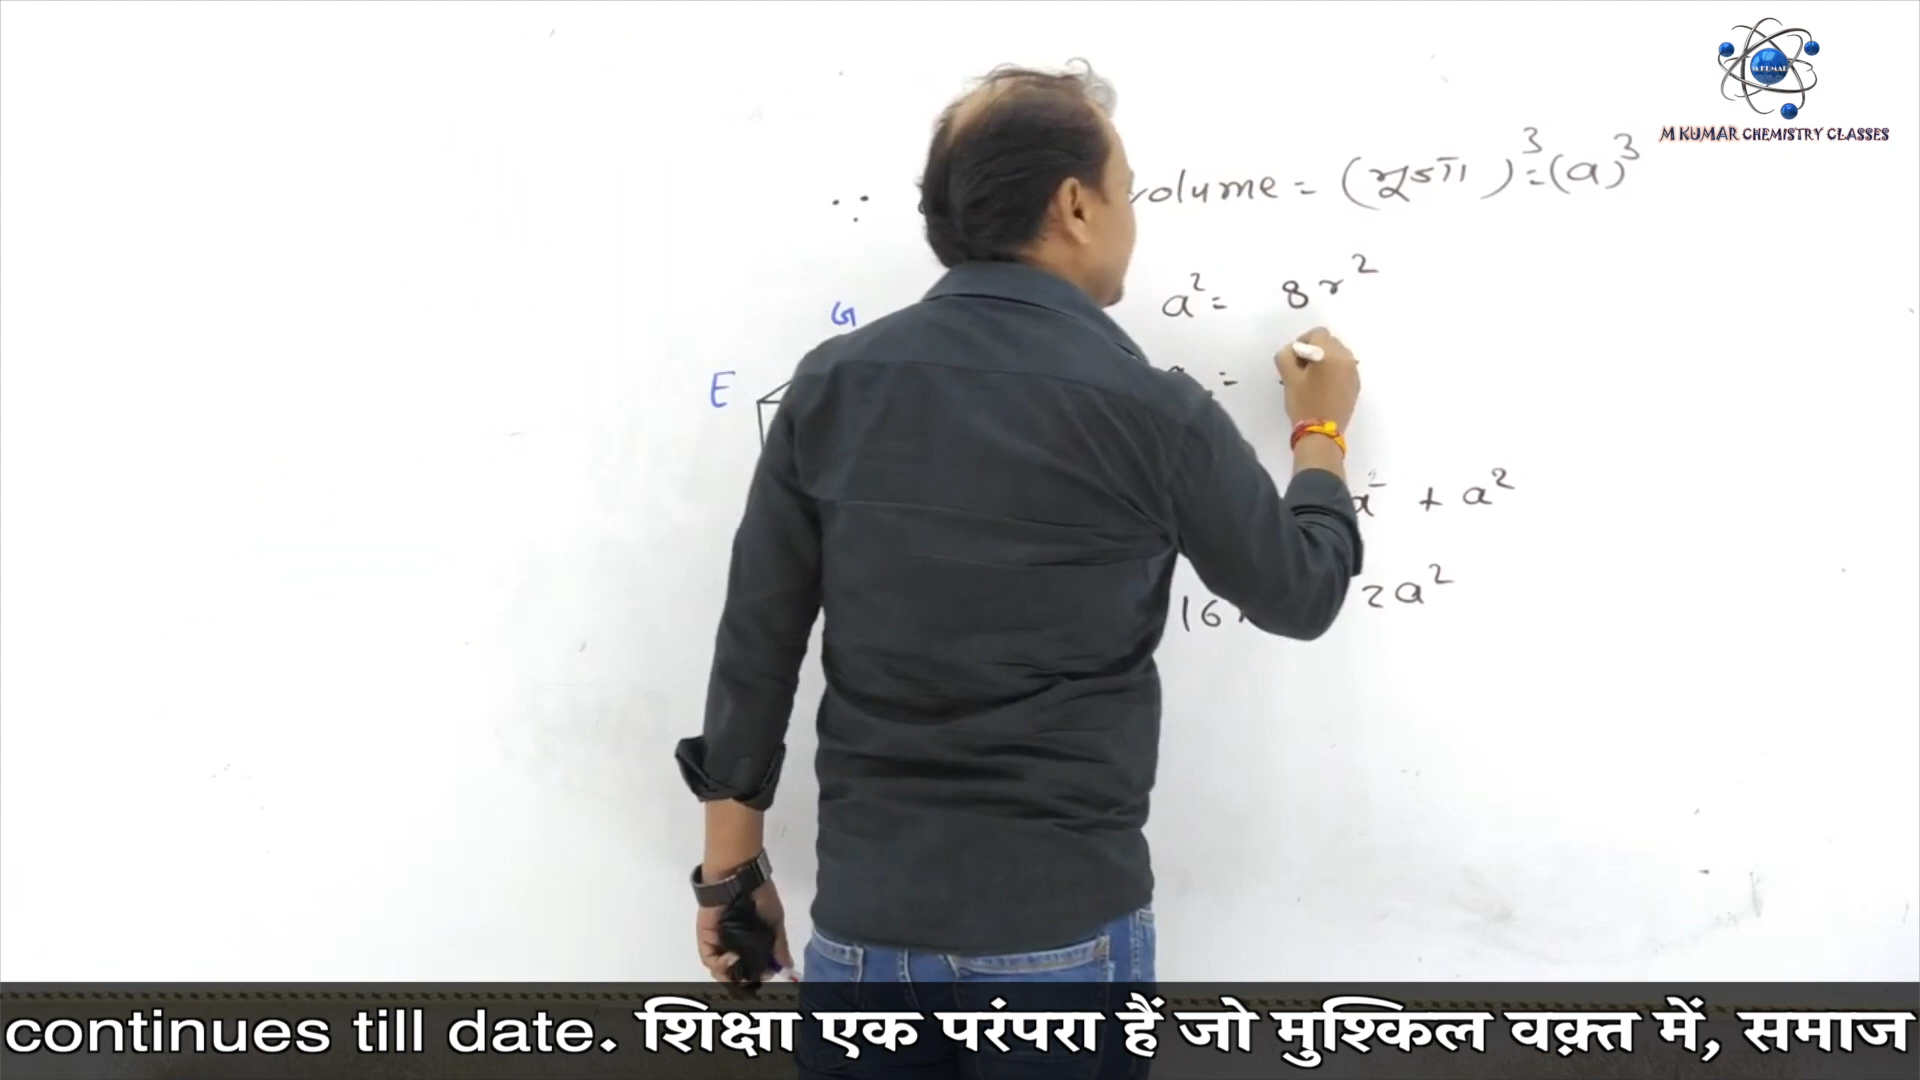 M KUMAR
M KUMAR CHEMISTRY CLASSES
∵ volume = (भूजा)³ = (a)³
a² = 8r²
G
a =
E
a² + a²
16 2a²
continues till date. शिक्षा एक परंपरा हैं जो मुश्किल वक़्त में, समाज